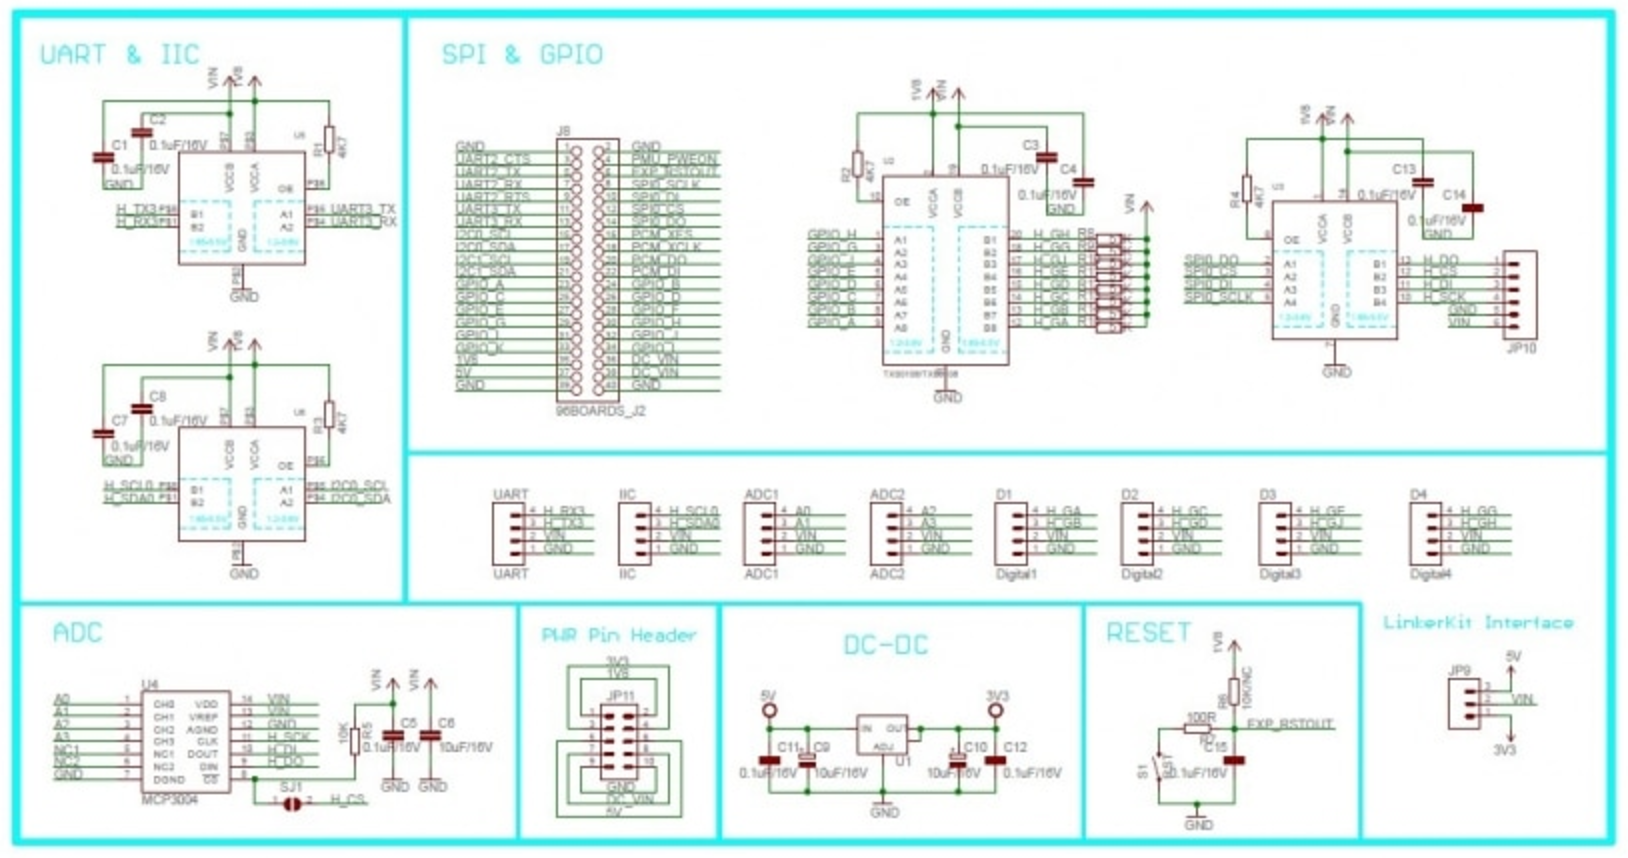 UART & IIC
VIN
1V8
C2
0.1uF/16V
C1
0.1uF/16V
GND
R1
4K7
VCCB
VCCA
OE
B1
B2
A1
A2
H_TX3
H_RX3
UART3_TX
UART3_RX
GND
GND
VIN
1V8
C8
0.1uF/16V
C7
0.1uF/16V
GND
R3
4K7
VCCB
VCCA
OE
B1
B2
A1
A2
H_SCL0
H_SDA0
I2C0_SCL
I2C0_SDA
GND
GND
SPI & GPIO
J8
GND
UART2_CTS
UART2_TX
UART2_RX
UART2_RTS
UART3_TX
UART3_RX
I2C0_SCL
I2C0_SDA
I2C1_SCL
I2C1_SDA
GPIO_A
GPIO_C
GPIO_E
GPIO_G
GPIO_I
GPIO_K
1V8
5V
GND
GND
PMU_PWEON
EXP_RSTOUT
SPI0_SCLK
SPI0_DI
SPI0_CS
SPI0_DO
PCM_XFS
PCM_XCLK
PCM_DO
PCM_DI
GPIO_B
GPIO_D
GPIO_F
GPIO_H
DC_VIN
DC_VIN
GND
96BOARDS_J2
1V8
VIN
R2
4K7
C3
0.1uF/16V
C4
0.1uF/16V
GND
VIN
OE
VCCA
VCCB
GPIO_H
GPIO_G
GPIO_J
GPIO_E
GPIO_D
GPIO_C
GPIO_B
GPIO_A
A1
A2
A3
A4
A5
A6
A7
A8
B1
B2
B3
B4
B5
B6
B7
B8
H_GH
H_GG
H_GJ
H_GE
H_GD
H_GC
H_GB
H_GA
GND
GND
1V8
VIN
R4
4K7
C13
0.1uF/16V
C14
0.1uF/16V
GND
OE
VCCA
VCCB
SPI0_DO
SPI0_CS
SPI0_DI
SPI0_SCLK
A1
A2
A3
A4
B1
B2
B3
B4
H_DO
H_CS
H_DI
H_SCK
GND
VIN
JP10
GND
GND
UART
H_RX3
H_TX3
VIN
GND
UART
IIC
H_SCL0
H_SDA0
VIN
GND
IIC
ADC1
A0
A1
VIN
GND
ADC1
ADC2
A2
A3
VIN
GND
ADC2
D1
H_GA
H_GB
VIN
GND
Digital1
D2
H_GC
H_GD
VIN
GND
Digital2
D3
H_GE
H_GJ
VIN
GND
Digital3
D4
H_GG
H_GH
VIN
GND
Digital4
ADC
U4
A0
A1
A2
A3
NC1
NC2
GND
CH0
CH1
CH2
CH3
NC1
NC2
DGND
VDD
VREF
AGND
CLK
DOUT
DIN
CS
14 VIN
13 VIN
12 GND
11 H_SCK
10 H_DI
9 H_DO
8
MCP3004
SJ1
H_CS
10K
R5
VIN
VIN
C5
0.1uF/16V
C6
10uF/16V
GND
GND
PWR Pin Header
3V3
1V8
JP11
GND
DC_VIN
5V
DC-DC
5V
3V3
C11
0.1uF/16V
C9
10uF/16V
IN
OUT
ADJ
U1
C10
10uF/16V
C12
0.1uF/16V
GND
RESET
1V8
R6
10K/NC
100R
EXP_RSTOUT
C15
0.1uF/16V
S1
GND
LinkerKit Interface
JP9
5V
VIN
3V3